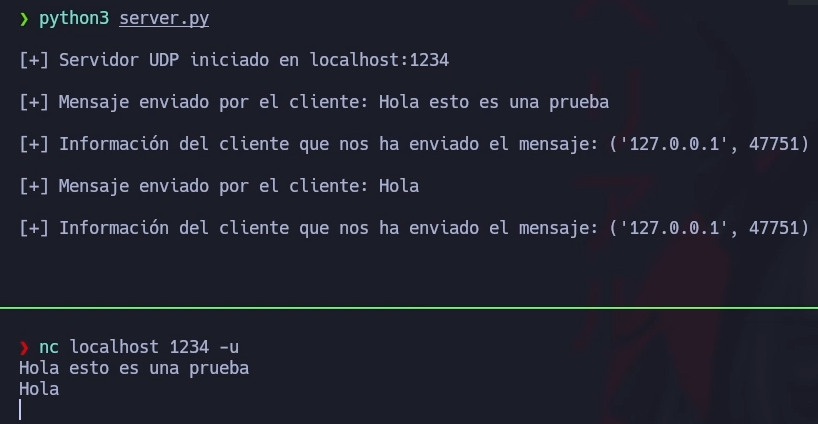 ❯ python3 server.py
[+] Servidor UDP iniciado en localhost:1234
[+] Mensaje enviado por el cliente: Hola esto es una prueba
[+] Información del cliente que nos ha enviado el mensaje: ('127.0.0.1', 47751)
[+] Mensaje enviado por el cliente: Hola
[+] Información del cliente que nos ha enviado el mensaje: ('127.0.0.1', 47751)
❯ nc localhost 1234 -u
Hola esto es una prueba
Hola